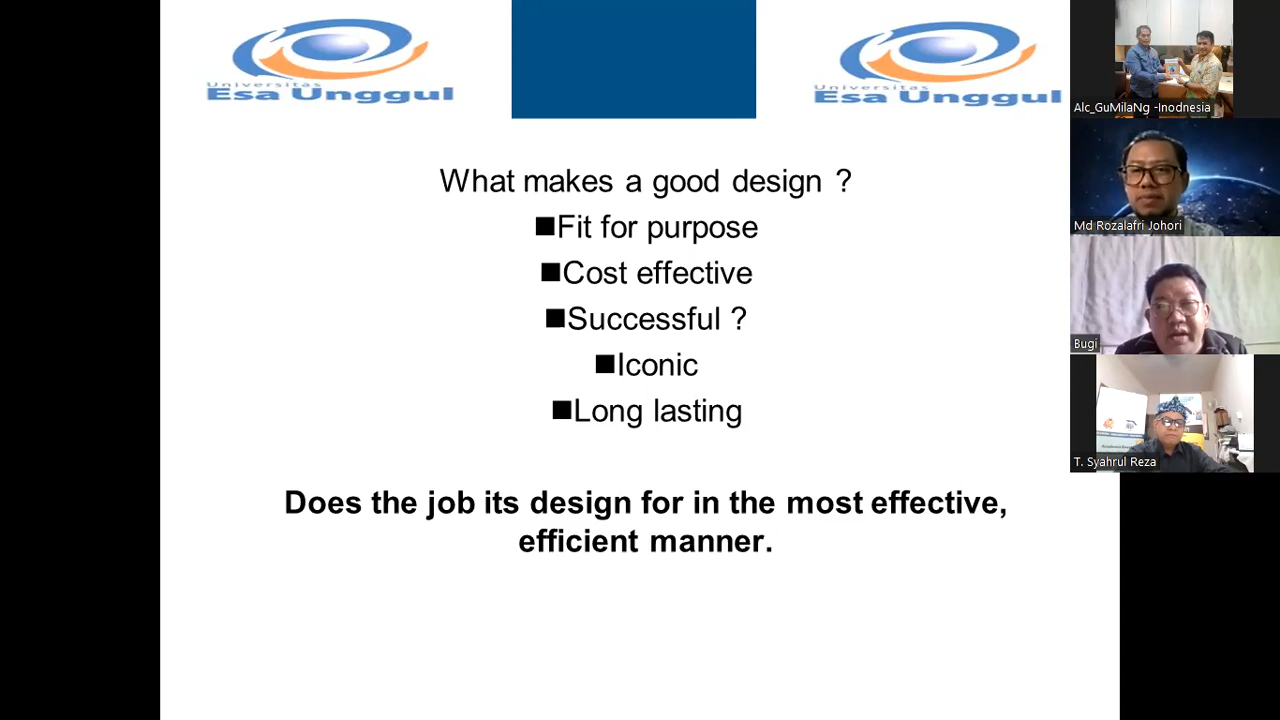 Universitas
Esa Unggul
Universitas
Esa Unggul
What makes a good design ?
Fit for purpose
Cost effective
Successful ?
Iconic
Long lasting
Does the job its design for in the most effective,
efficient manner.
Alc_GuMilaNg -Inodnesia
Md Rozalafri Johori
Bugi
T. Syahrul Reza